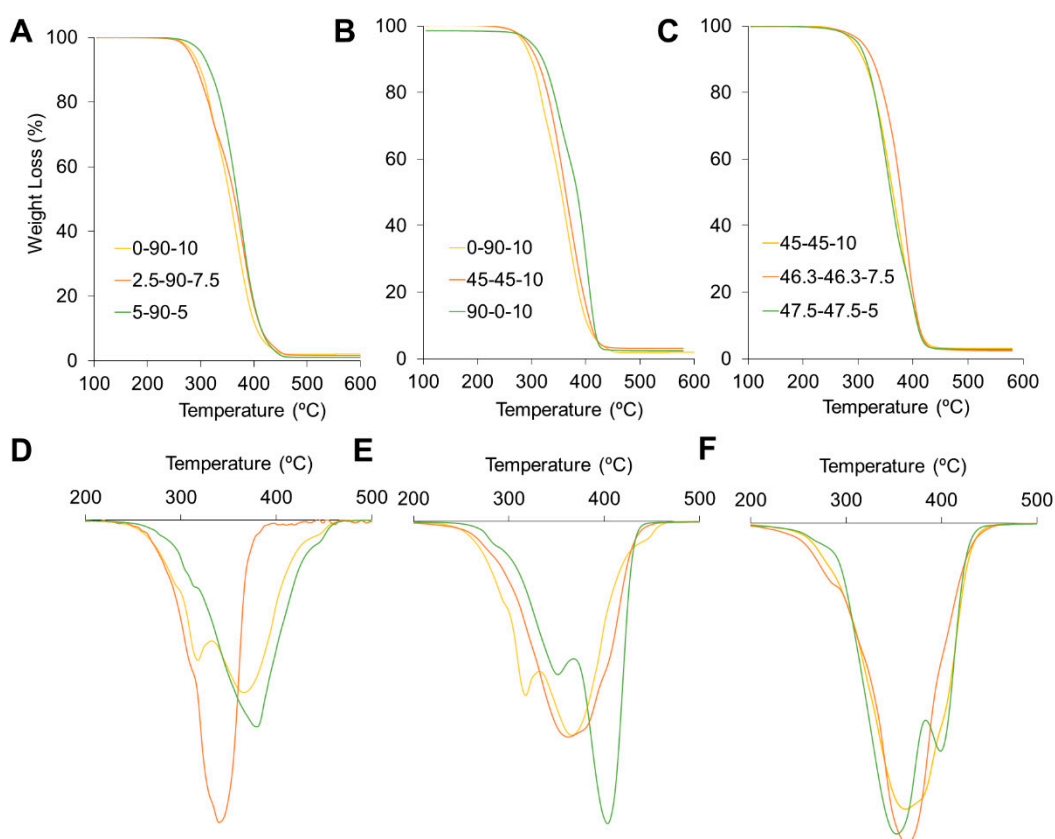 A
100
80
60
40
20
0
Weight Loss (%)
0-90-10
2.5-90-7.5
5-90-5
100 200 300 400 500 600
Temperature (ºC)
B
100
80
60
40
20
0
0-90-10
45-45-10
90-0-10
100 200 300 400 500 600
Temperature (ºC)
C
100
80
60
40
20
0
45-45-10
46.3-46.3-7.5
47.5-47.5-5
100 200 300 400 500 600
Temperature (ºC)
D
Temperature (ºC)
200 300 400 500
E
Temperature (ºC)
200 300 400 500
F
Temperature (ºC)
200 300 400 500